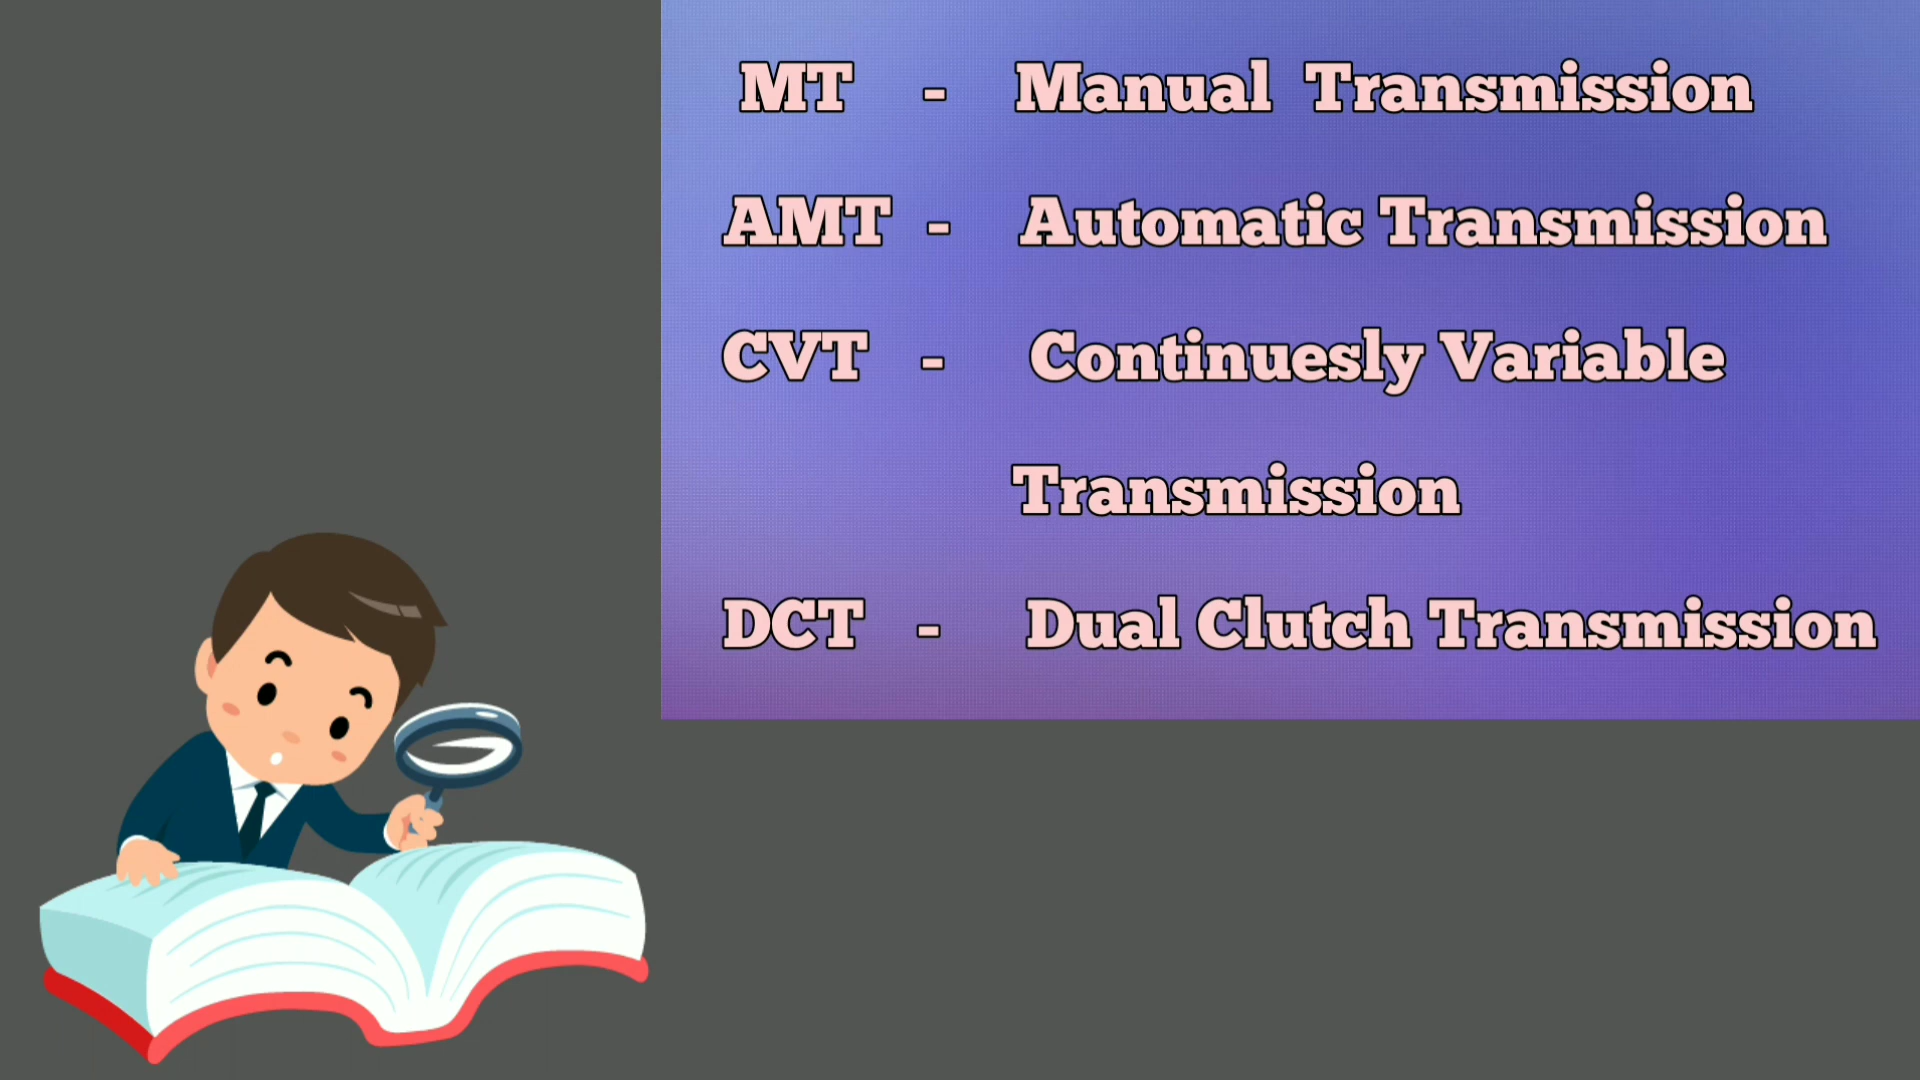 MT - Manual Transmission
AMT - Automatic Transmission
CVT - Continuesly Variable
Transmission
DCT - Dual Clutch Transmission